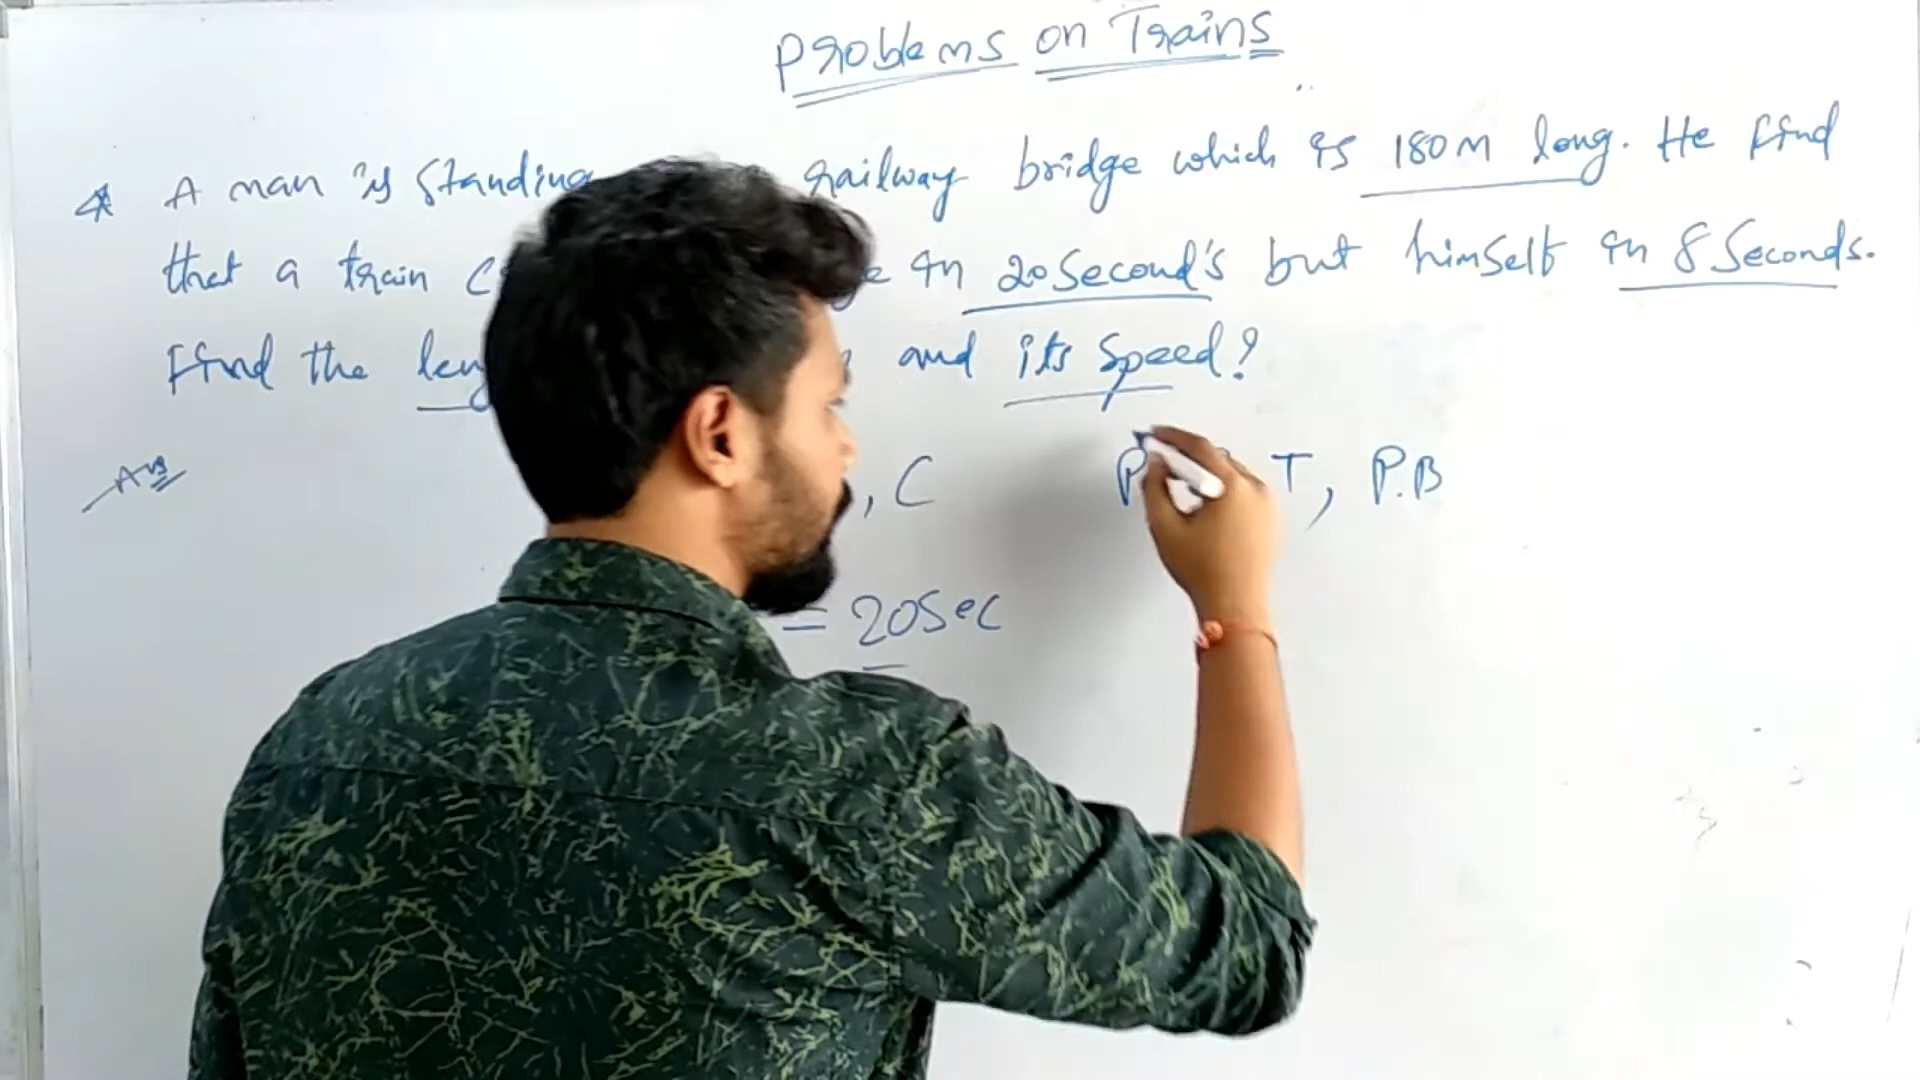 Problems on Trains
A man is standing railway bridge which is 180m long. He find
that a train in 20 Second's but himself in 8 Seconds.
Find the and its speed?
Ans , C P T, P.B
= 20Sec